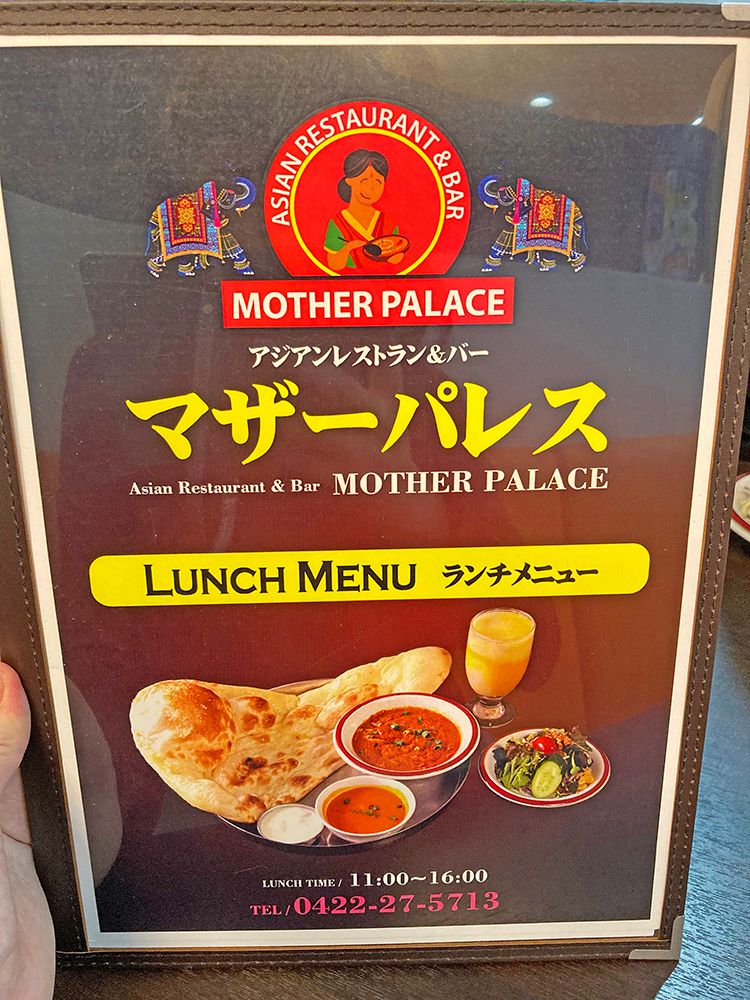 ASIAN RESTAURANT & BAR
MOTHER PALACE
アジアンレストラン&バー
マザーパレス
Asian Restaurant & Bar MOTHER PALACE
LUNCH MENU ランチメニュー
LUNCH TIME / 11:00~16:00
TEL / 0422-27-5713